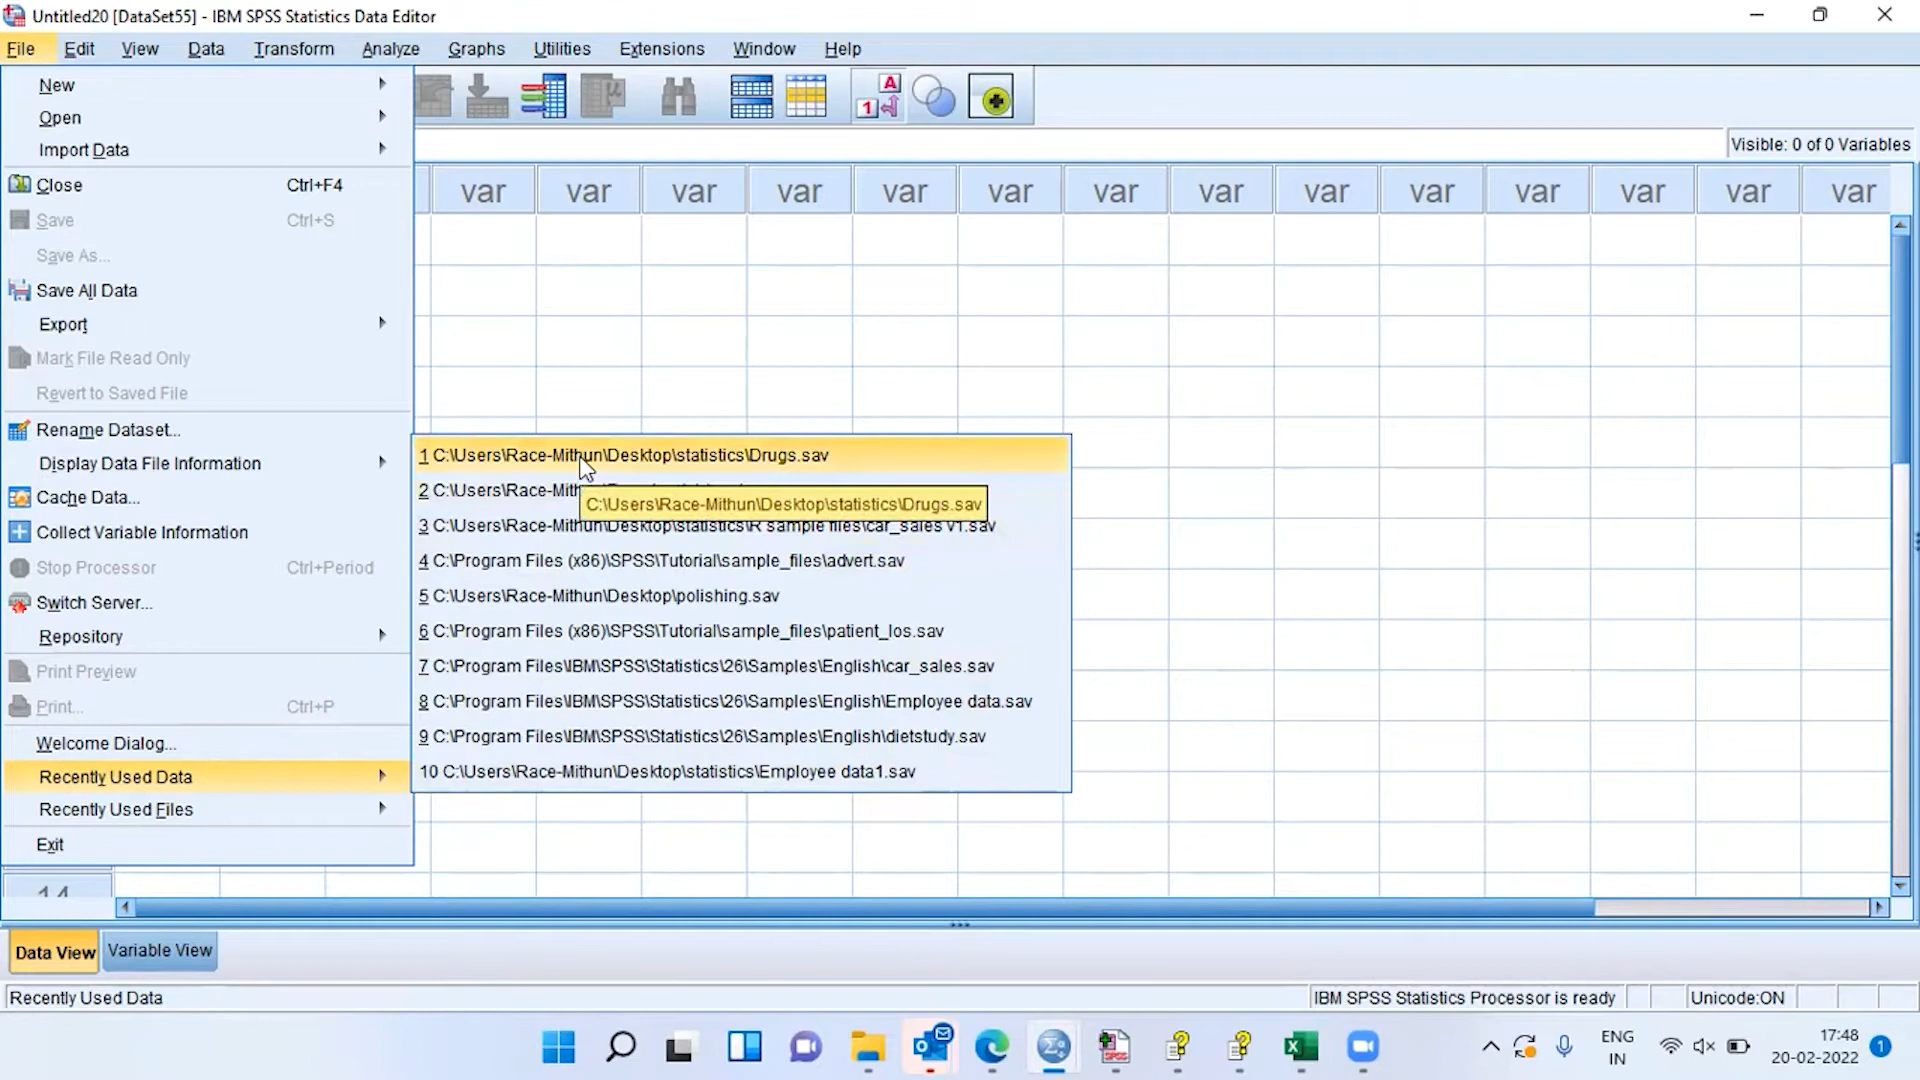 Untitled20 [DataSet55] - IBM SPSS Statistics Data Editor
File Edit View Data Transform Analyze Graphs Utilities Extensions Window Help
New
Open
Import Data
Close Ctrl+F4
Save Ctrl+S
Save As...
Save All Data
Export
Mark File Read Only
Revert to Saved File
Rename Dataset...
Display Data File Information
Cache Data...
Collect Variable Information
Stop Processor Ctrl+Period
Switch Server...
Repository
Print Preview
Print... Ctrl+P
Welcome Dialog...
Recently Used Data
Recently Used Files
Exit
Visible: 0 of 0 Variables
var var var var var var var var var var var var var var
1 C:\Users\Race-Mithun\Desktop\statistics\Drugs.sav
2 C:\Users\Race-Mith
C:\Users\Race-Mithun\Desktop\statistics\Drugs.sav
3 C:\Users\Race-Mithun\Desktop\statistics\R sample files\car_sales v1.sav
4 C:\Program Files (x86)\SPSS\Tutorial\sample_files\advert.sav
5 C:\Users\Race-Mithun\Desktop\polishing.sav
6 C:\Program Files (x86)\SPSS\Tutorial\sample_files\patient_los.sav
7 C:\Program Files\IBM\SPSS\Statistics\26\Samples\English\car_sales.sav
8 C:\Program Files\IBM\SPSS\Statistics\26\Samples\English\Employee data.sav
9 C:\Program Files\IBM\SPSS\Statistics\26\Samples\English\dietstudy.sav
10 C:\Users\Race-Mithun\Desktop\statistics\Employee data1.sav
14
Data View Variable View
Recently Used Data
IBM SPSS Statistics Processor is ready Unicode:ON
ENG
IN
17:48
20-02-2022
1